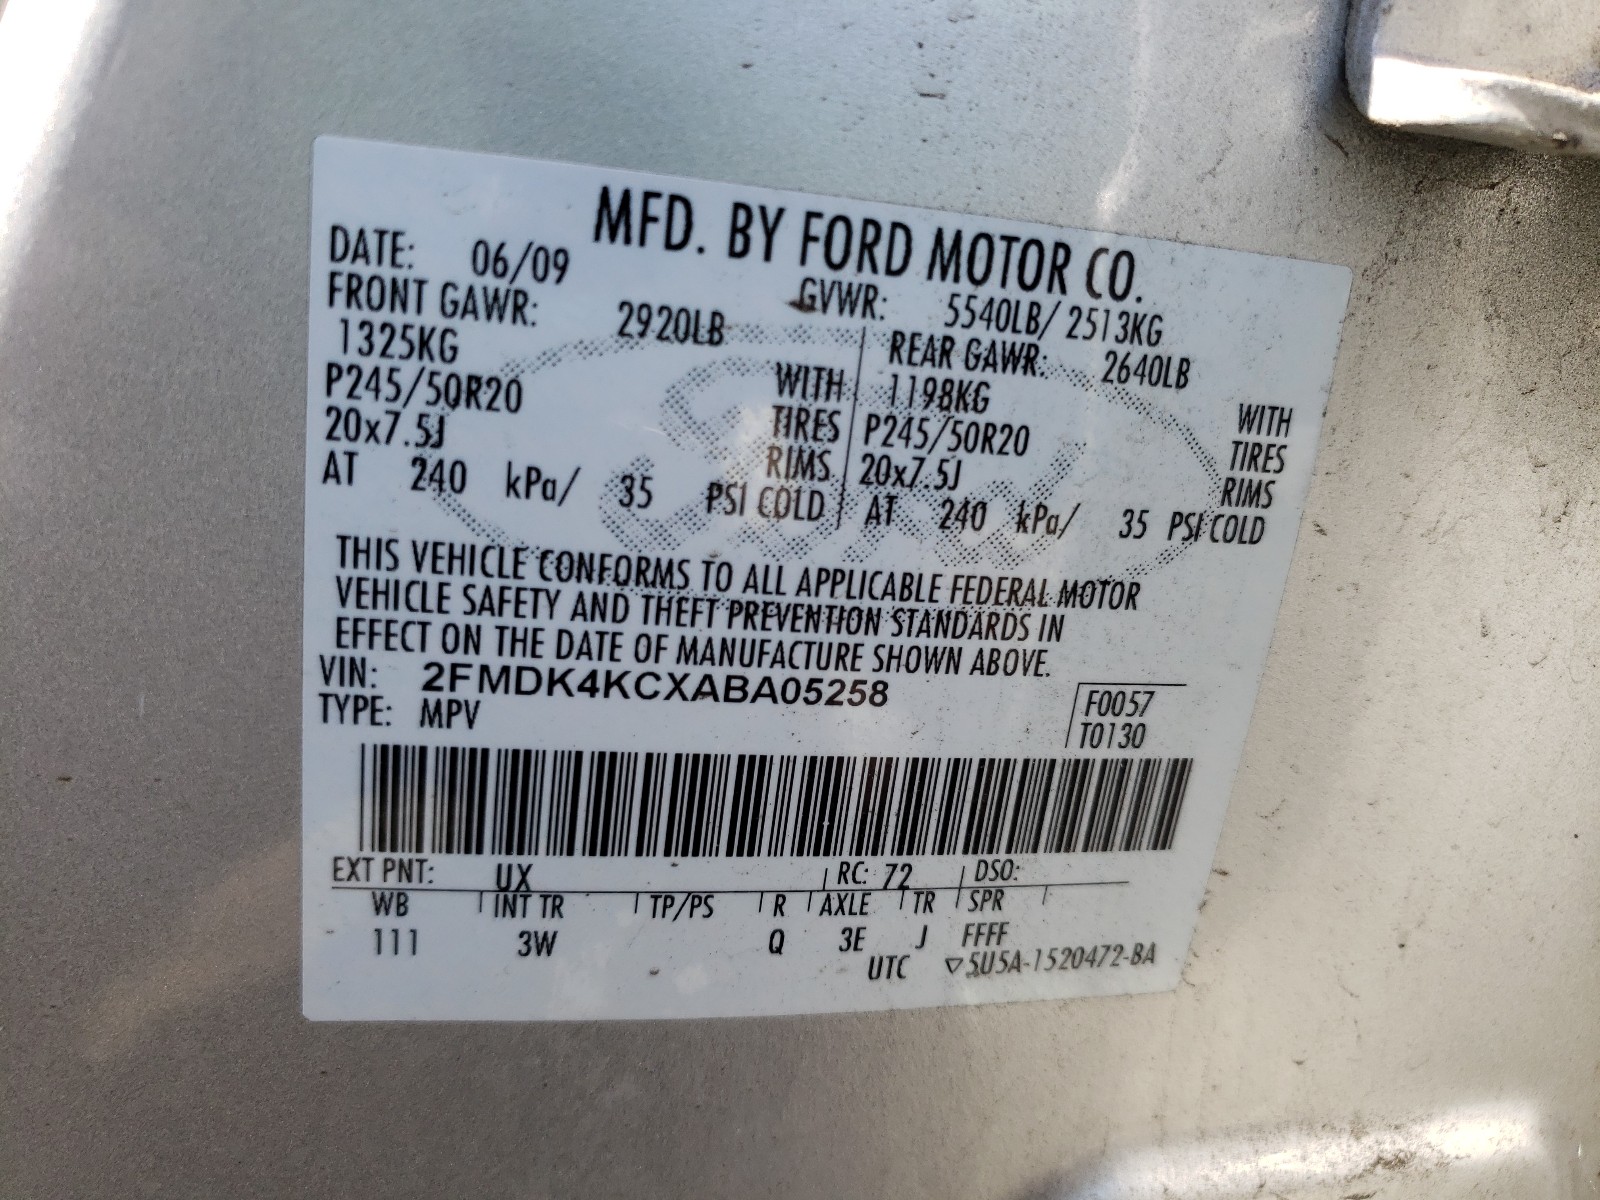 MFD. BY FORD MOTOR CO.
DATE: 06/09 GVWR: 5540LB/ 2513KG
FRONT GAWR: 2920LB REAR GAWR: 2640LB
1325KG WITH 1198KG WITH
P245/50R20 TIRES P245/50R20 TIRES
20x7.5J RIMS 20x7.5J RIMS
AT 240 kPa/ 35 PSI COLD AT 240 kPa/ 35 PSI COLD
THIS VEHICLE CONFORMS TO ALL APPLICABLE FEDERAL MOTOR
VEHICLE SAFETY AND THEFT PREVENTION STANDARDS IN
EFFECT ON THE DATE OF MANUFACTURE SHOWN ABOVE.
VIN: 2FMDK4KCXABA05258
TYPE: MPV
F0057
T0130
EXT PNT: UX RC: 72 DSO:
WB INT TR TP/PS R AXLE TR SPR
111 3W Q 3E J FFFF
UTC ▽5U5A-1520472-BA
Ford